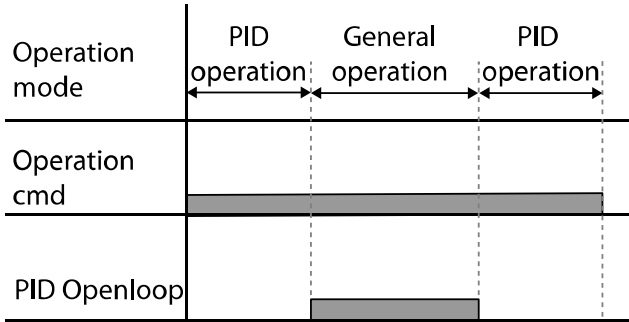 Operation
mode
PID
operation
General
operation
PID
operation
Operation
cmd
PID Openloop